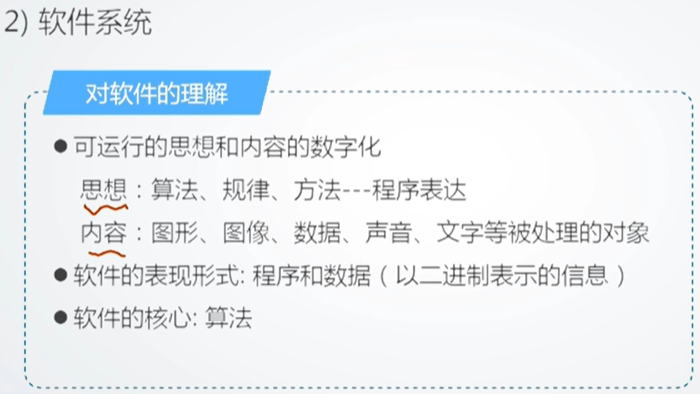 2) 软件系统
对软件的理解
●可运行的思想和内容的数字化
思想：算法、规律、方法---程序表达
内容：图形、图像、数据、声音、文字等被处理的对象
●软件的表现形式: 程序和数据（以二进制表示的信息）
●软件的核心: 算法